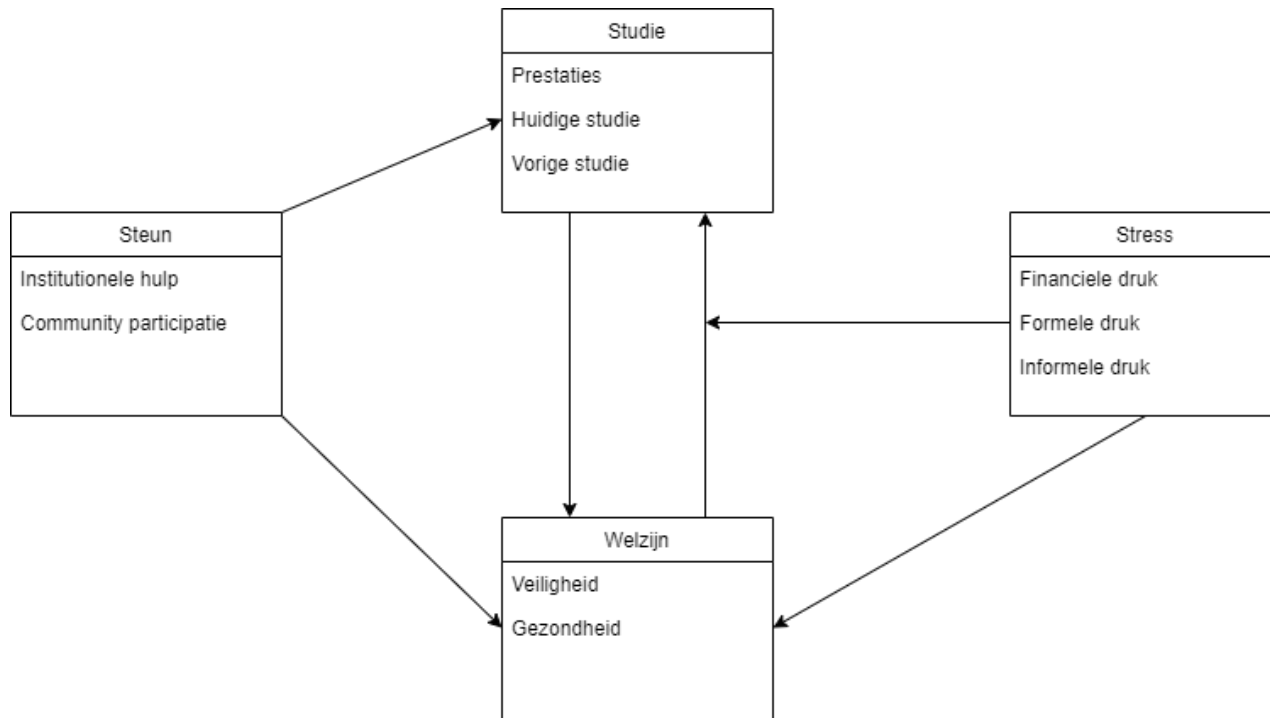 Studie
Prestaties
Huidige studie
Vorige studie
Steun
Institutionele hulp
Community participatie
Stress
Financiele druk
Formele druk
Informele druk
Welzijn
Veiligheid
Gezondheid